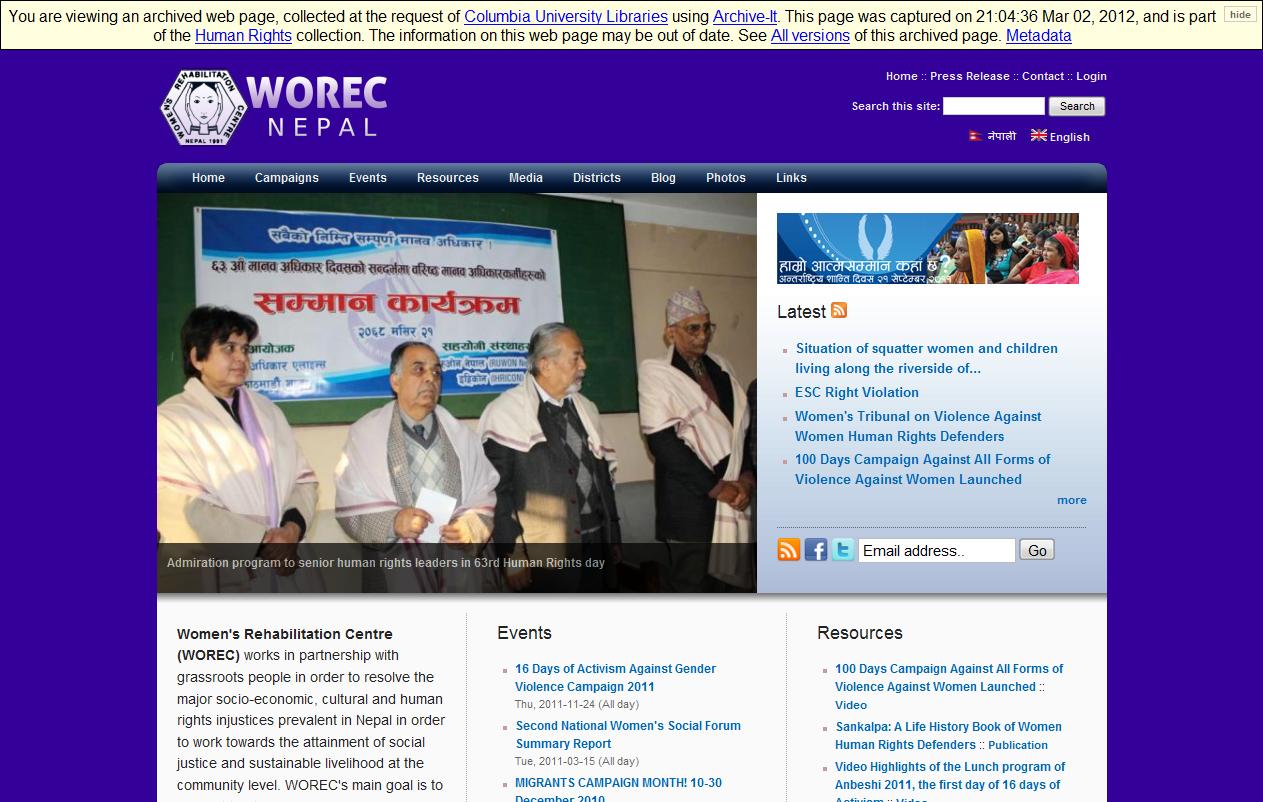 You are viewing an archived web page, collected at the request of Columbia University Libraries using Archive-It. This page was captured on 21:04:36 Mar 02, 2012, and is part
hide
of the Human Rights collection. The information on this web page may be out of date. See All versions of this archived page. Metadata
WOMEN'S REHABILITATION CENTRE
NEPAL 1991
WOREC
NEPAL
Home :: Press Release :: Contact :: Login
Search this site: Search
नेपाली English
Home Campaigns Events Resources Media Districts Blog Photos Links
सबैको निम्ति सम्पूर्ण मानव अधिकार !
६३ औं मानव अधिकार दिवसको सन्दर्भमा वरिष्ठ मानव अधिकारकर्मीहरुको
सम्मान कार्यक्रम
२०६८ मंसिर २१
आयोजक
सहयोगी संस्थाहरु
अधिकार एलाइन्स
नेपाल (RUWON
(IHRICON)
Admiration program to senior human rights leaders in 63rd Human Rights day
हाम्रो आत्मसम्मान कहाँ छ?
अन्तर्राष्ट्रिय शान्ति दिवस २१ सेप्टेम्बर २०११
Latest
Situation of squatter women and children
living along the riverside of...
ESC Right Violation
Women's Tribunal on Violence Against
Women Human Rights Defenders
100 Days Campaign Against All Forms of
Violence Against Women Launched
more
Email address.. Go
Women's Rehabilitation Centre
(WOREC) works in partnership with
grassroots people in order to resolve the
major socio-economic, cultural and human
rights injustices prevalent in Nepal in order
to work towards the attainment of social
justice and sustainable livelihood at the
community level. WOREC's main goal is to
Events
16 Days of Activism Against Gender
Violence Campaign 2011
Thu, 2011-11-24 (All day)
Second National Women's Social Forum
Summary Report
Tue, 2011-03-15 (All day)
MIGRANTS CAMPAIGN MONTH! 10-30
December 2010
Resources
100 Days Campaign Against All Forms of
Violence Against Women Launched ::
Video
Sankalpa: A Life History Book of Women
Human Rights Defenders :: Publication
Video Highlights of the Lunch program of
Anbeshi 2011, the first day of 16 days of
Activism :: Video